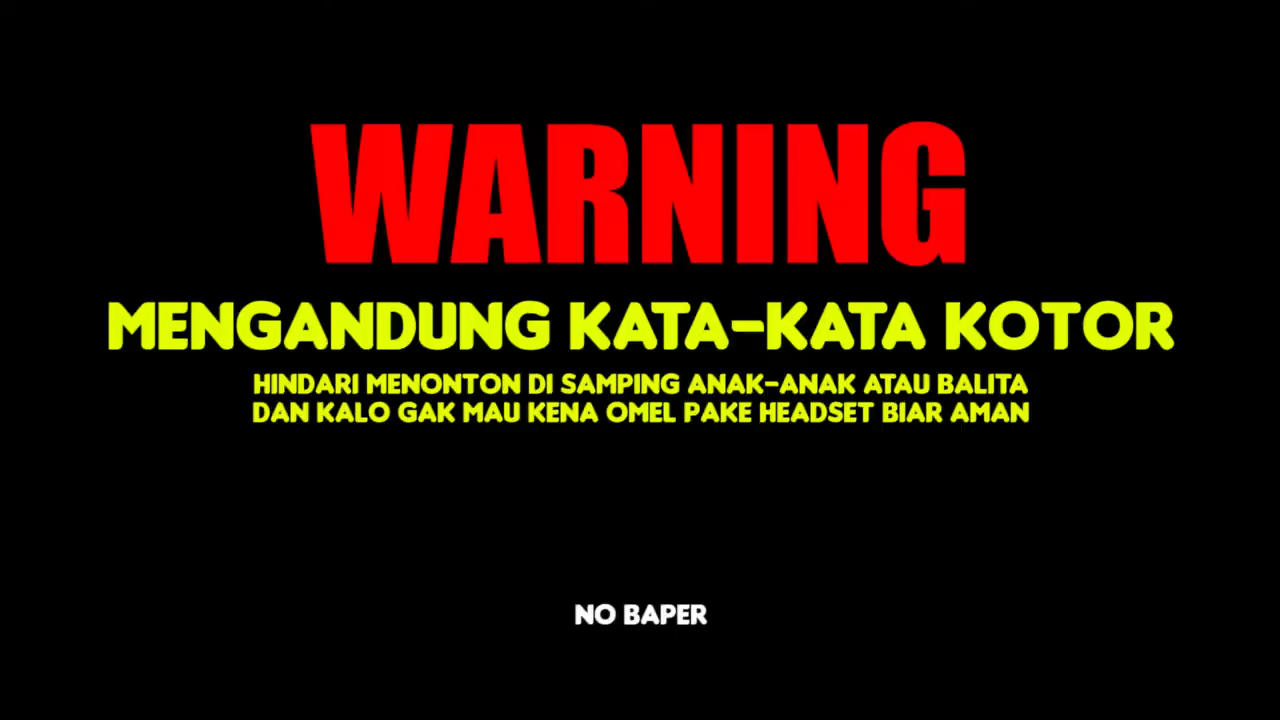 WARNING
MENGANDUNG KATA-KATA KOTOR
HINDARI MENONTON DI SAMPING ANAK-ANAK ATAU BALITA
DAN KALO GAK MAU KENA OMEL PAKE HEADSET BIAR AMAN
NO BAPER